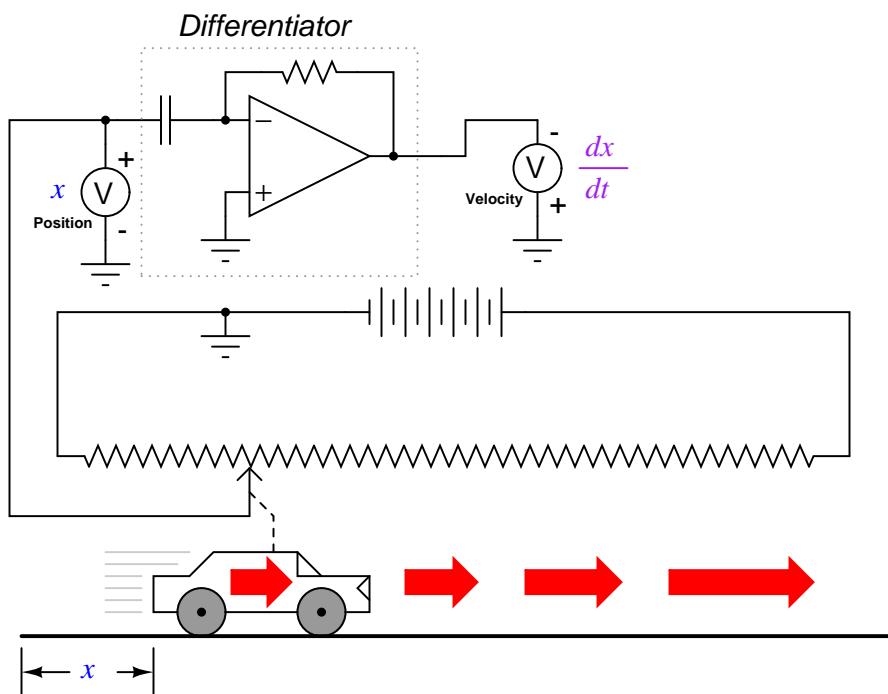 Differentiator
−
+
+
V
x
Position
-
-
V
Velocity
+
dx
dt
x